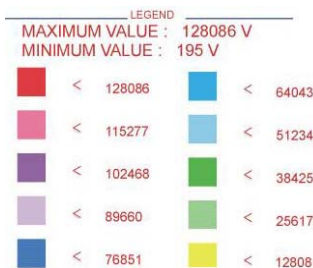 LEGEND
MAXIMUM VALUE : 128086 V
MINIMUM VALUE : 195 V
< 128086 < 64043
< 115277 < 51234
< 102468 < 38425
< 89660 < 25617
< 76851 < 12808